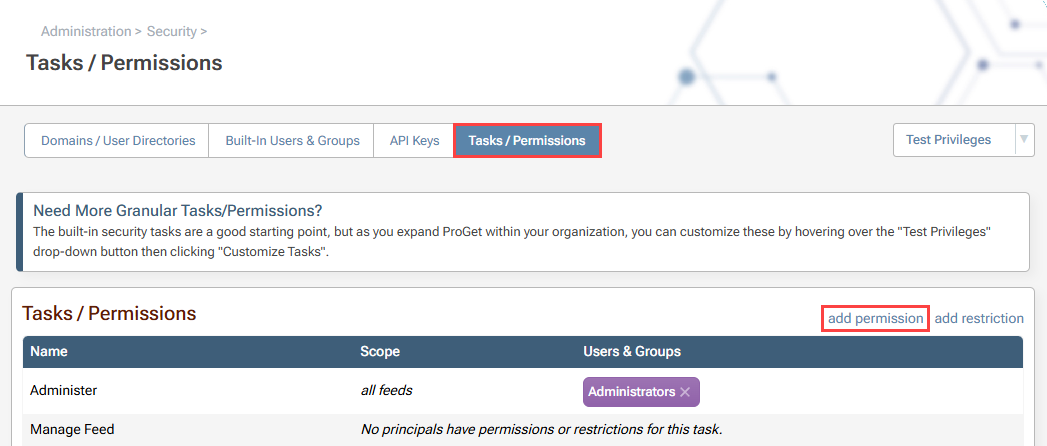 Administration > Security >
Tasks / Permissions
Domains / User Directories
Built-In Users & Groups
API Keys
Tasks / Permissions
Test Privileges
Need More Granular Tasks/Permissions?
The built-in security tasks are a good starting point, but as you expand ProGet within your organization, you can customize these by hovering over the "Test Privileges"
drop-down button then clicking "Customize Tasks".
Tasks / Permissions
add permission add restriction
Name Scope Users & Groups
Administer all feeds Administrators ×
Manage Feed No principals have permissions or restrictions for this task.